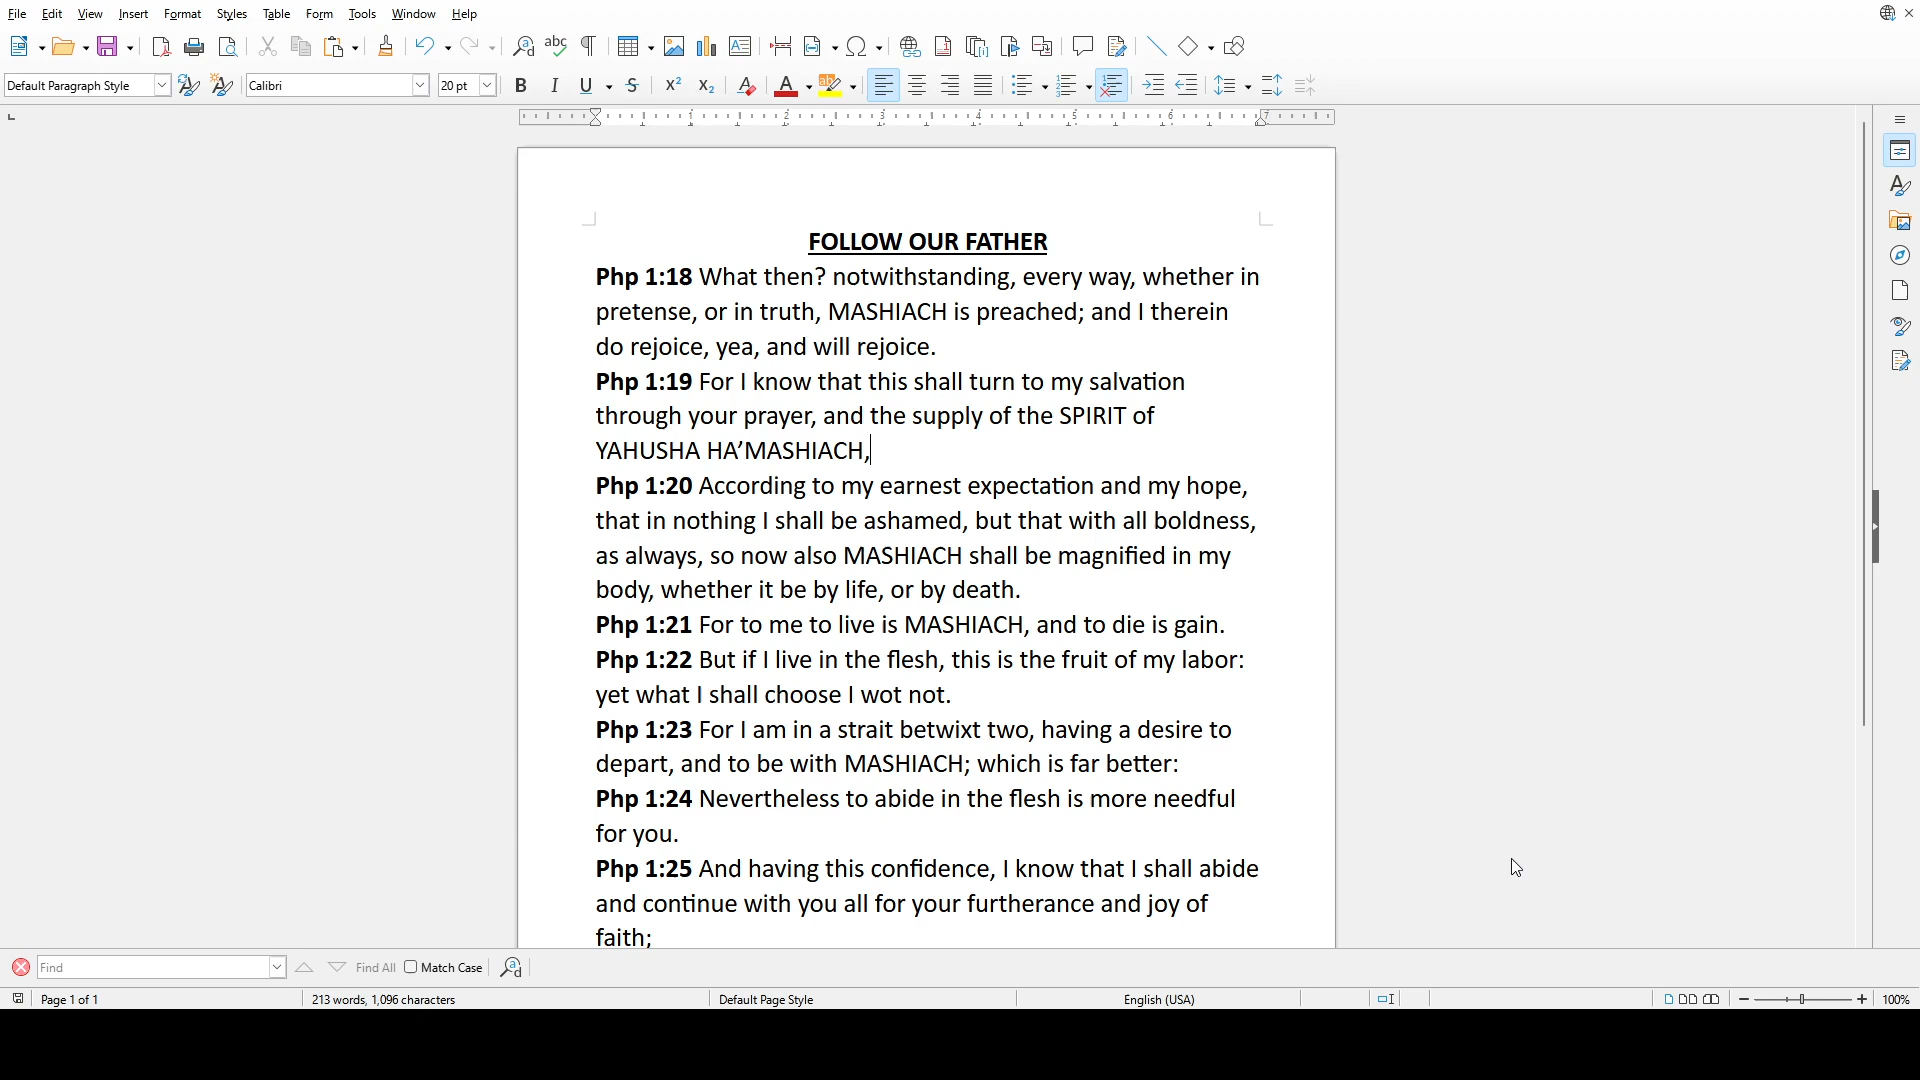 File Edit View Insert Format Styles Table Form Tools Window Help
Default Paragraph Style Calibri 20 pt
FOLLOW OUR FATHER
Php 1:18 What then? notwithstanding, every way, whether in
pretense, or in truth, MASHIACH is preached; and I therein
do rejoice, yea, and will rejoice.
Php 1:19 For I know that this shall turn to my salvation
through your prayer, and the supply of the SPIRIT of
YAHUSHA HA’MASHIACH,
Php 1:20 According to my earnest expectation and my hope,
that in nothing I shall be ashamed, but that with all boldness,
as always, so now also MASHIACH shall be magnified in my
body, whether it be by life, or by death.
Php 1:21 For to me to live is MASHIACH, and to die is gain.
Php 1:22 But if I live in the flesh, this is the fruit of my labor:
yet what I shall choose I wot not.
Php 1:23 For I am in a strait betwixt two, having a desire to
depart, and to be with MASHIACH; which is far better:
Php 1:24 Nevertheless to abide in the flesh is more needful
for you.
Php 1:25 And having this confidence, I know that I shall abide
and continue with you all for your furtherance and joy of
faith;
Find Find All Match Case
Page 1 of 1 213 words, 1,096 characters Default Page Style English (USA) 100%